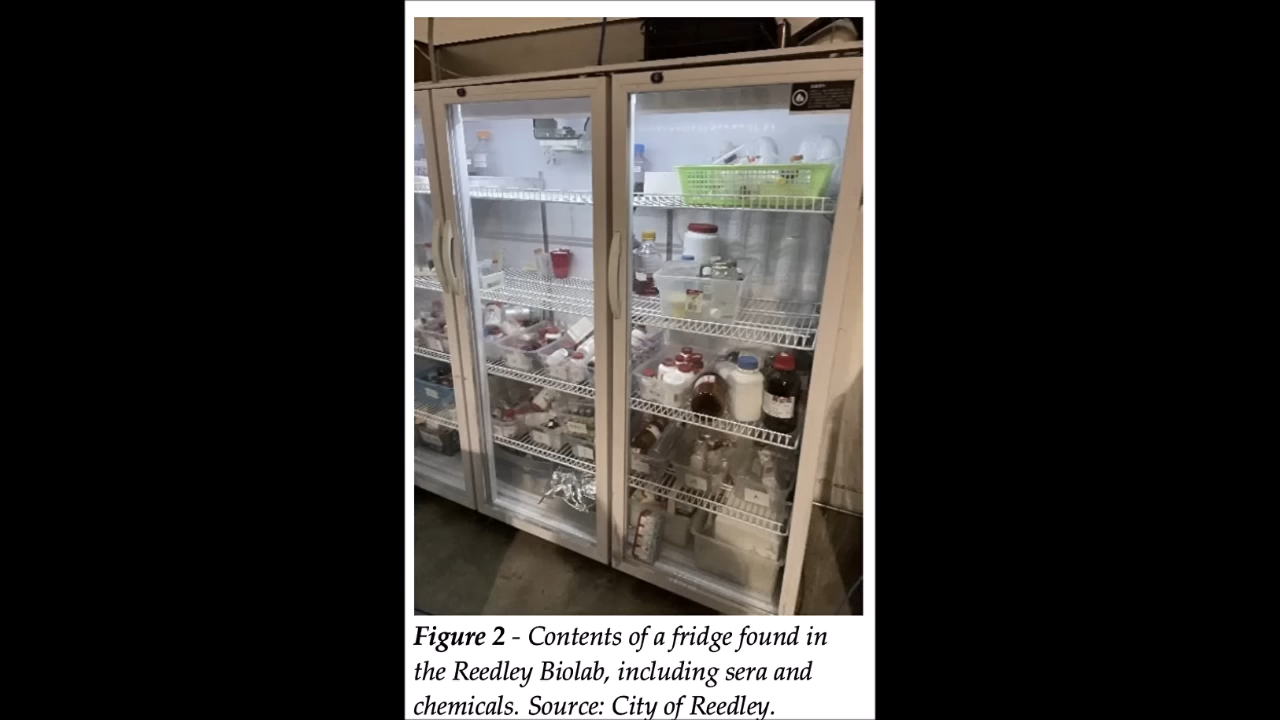 Figure 2 - Contents of a fridge found in
the Reedley Biolab, including sera and
chemicals. Source: City of Reedley.